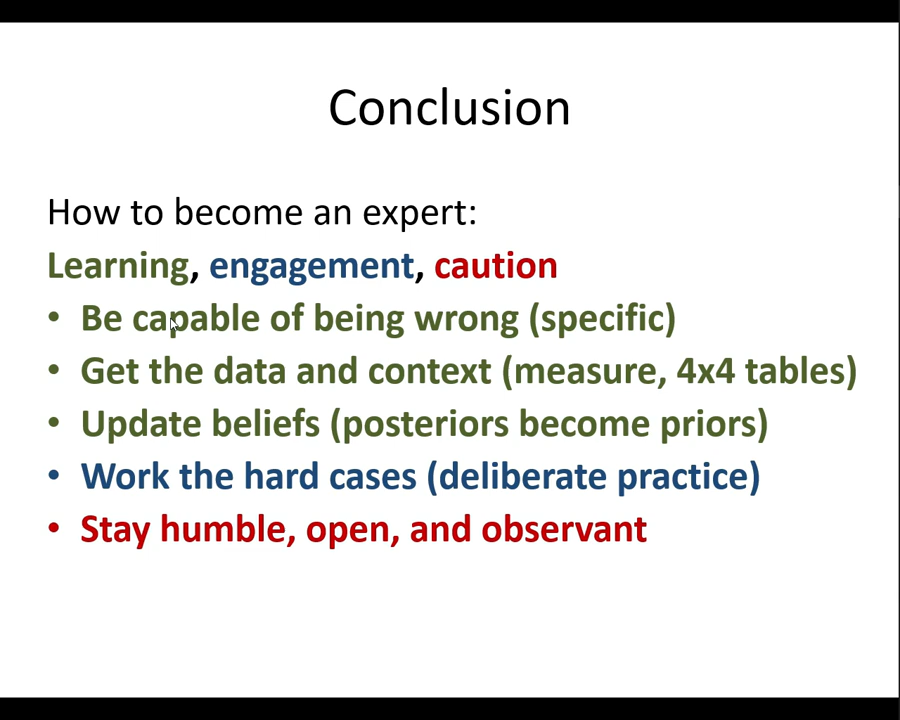 Conclusion
How to become an expert:
Learning, engagement, caution
• Be capable of being wrong (specific)
• Get the data and context (measure, 4x4 tables)
• Update beliefs (posteriors become priors)
• Work the hard cases (deliberate practice)
• Stay humble, open, and observant